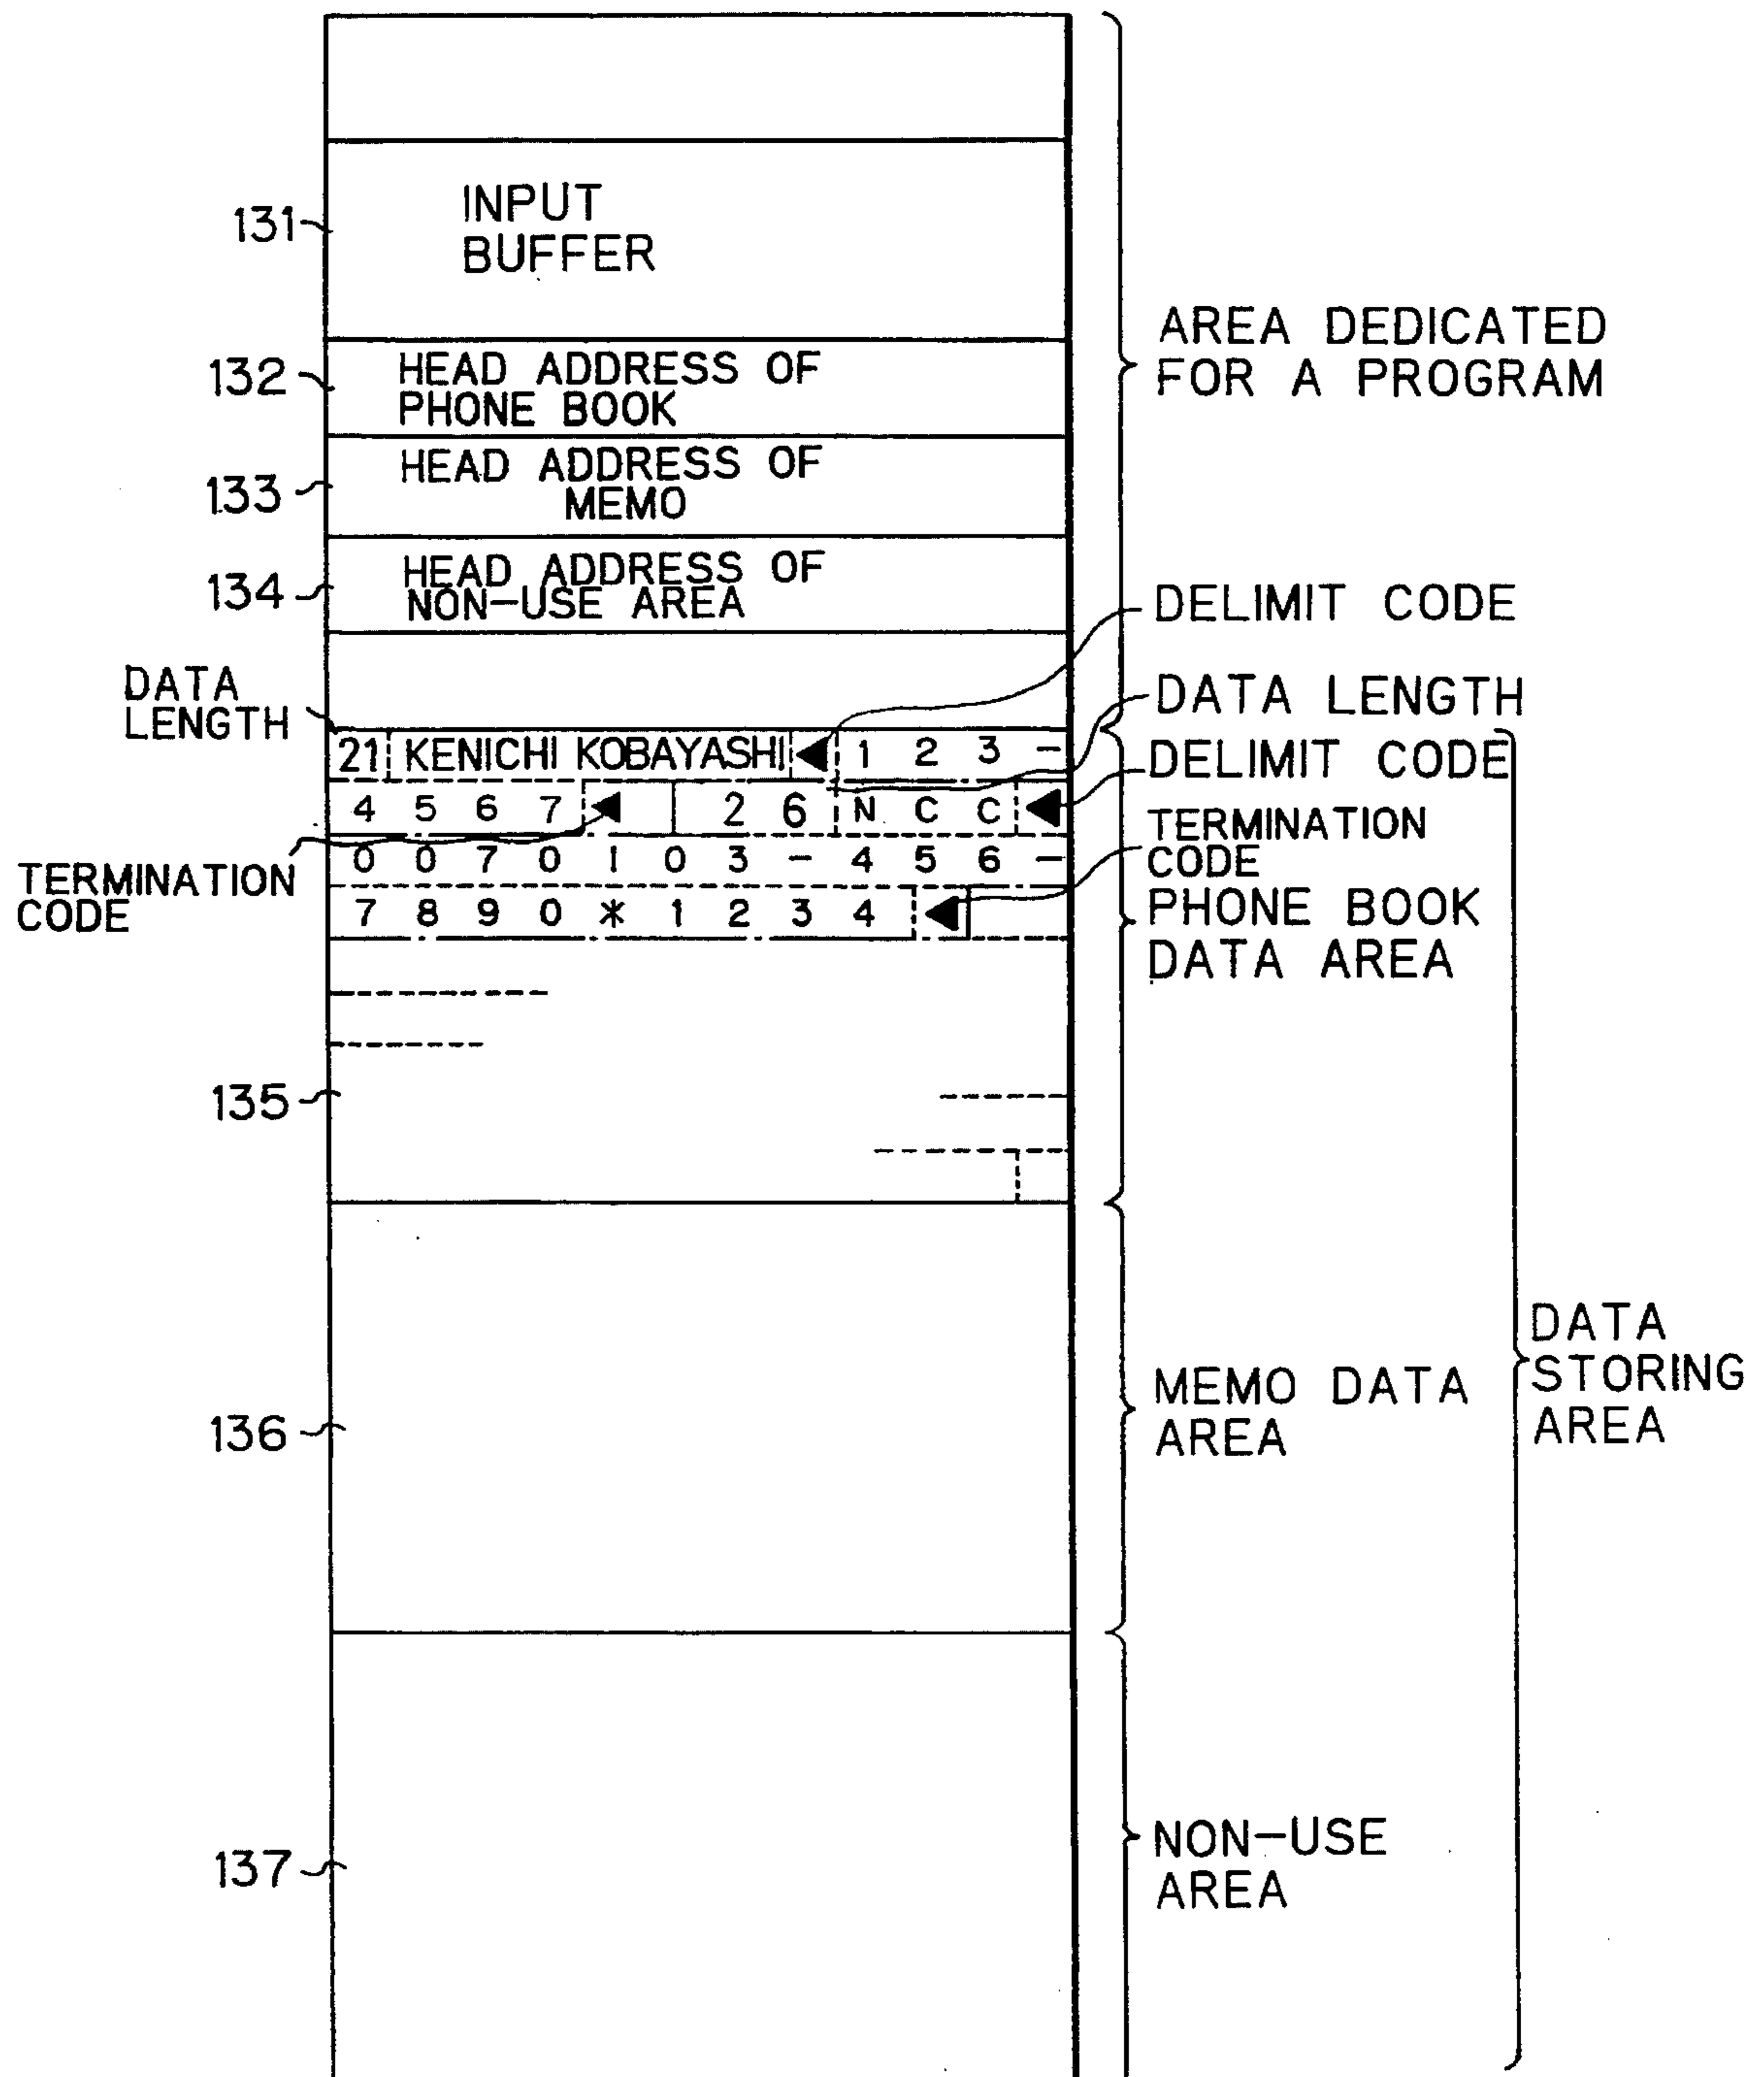 131
INPUT
BUFFER
132
HEAD ADDRESS OF
PHONE BOOK
133
HEAD ADDRESS OF
MEMO
134
HEAD ADDRESS OF
NON-USE AREA
AREA DEDICATED
FOR A PROGRAM
DELIMIT CODE
DATA
LENGTH
DATA LENGTH
21 KENICHI KOBAYASHI ◀ 1 2 3 -
DELIMIT CODE
4 5 6 7 ◀ 2 6 N C C ◀
TERMINATION
CODE
0 0 7 0 1 0 3 - 4 5 6 -
TERMINATION
CODE
7 8 9 0 * 1 2 3 4 ◀
PHONE BOOK
DATA AREA
135
136
MEMO DATA
AREA
DATA
STORING
AREA
137
NON-USE
AREA